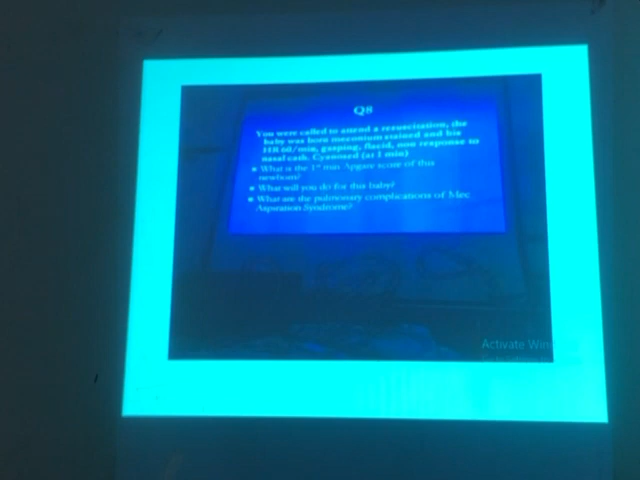 Q8
You were called to attend a resuscitation, the
baby was born meconium stained and his
HR 60/min, gasping, flaccid, non response to
nasal cath. Cyanosed (at 1 min)
What is the 1st min Apgare score of this
newborn?
What will you do for this baby?
What are the pulmonary complications of Mec
Aspiration Syndrome?
Activate Win